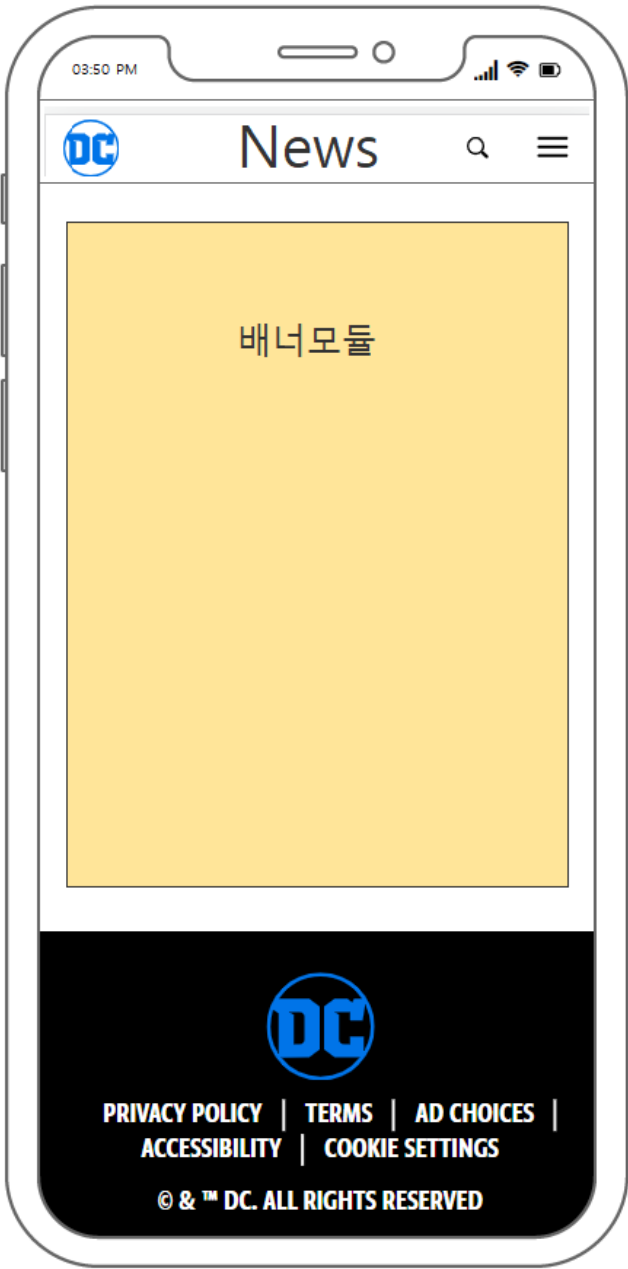 03:50 PM
DC
News
배너모듈
DC
PRIVACY POLICY | TERMS | AD CHOICES |
ACCESSIBILITY | COOKIE SETTINGS
© & ™ DC. ALL RIGHTS RESERVED